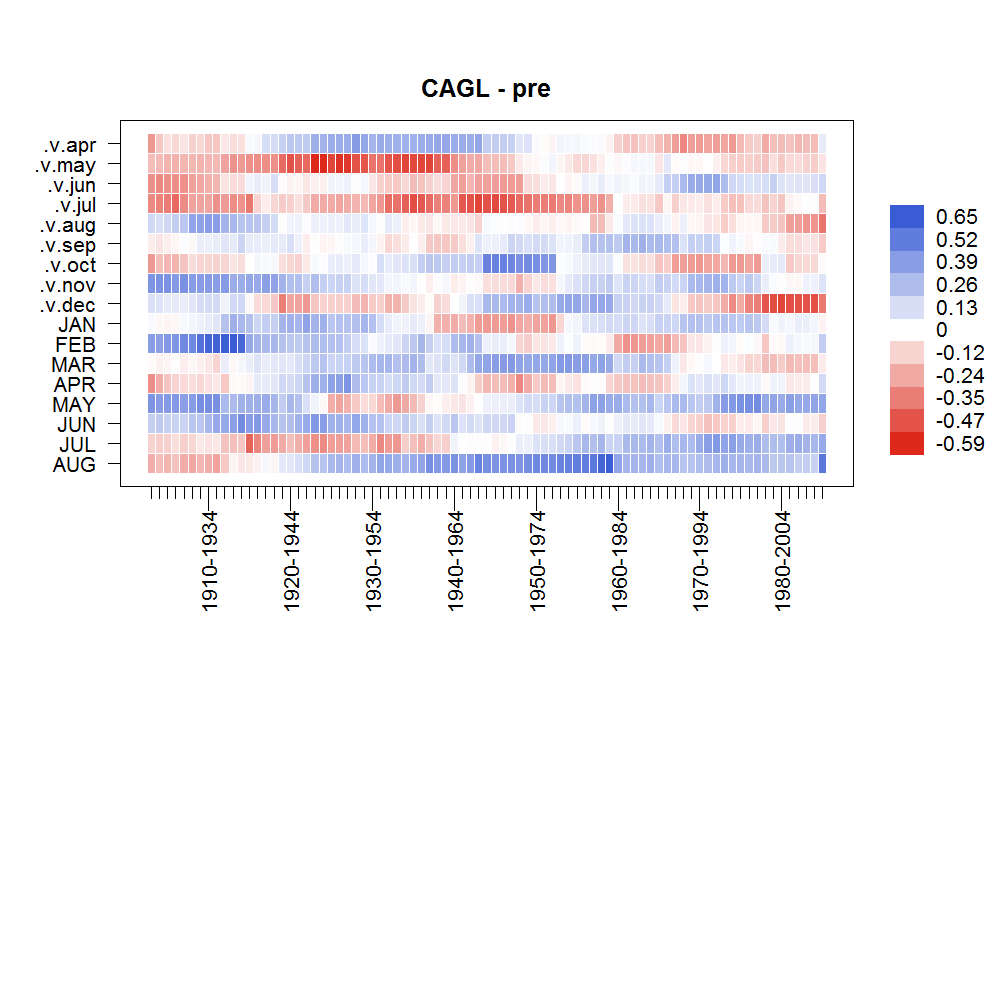 CAGL - pre
.v.apr
.v.may
.v.jun
.v.jul
.v.aug
.v.sep
.v.oct
.v.nov
.v.dec
JAN
FEB
MAR
APR
MAY
JUN
JUL
AUG
0.65
0.52
0.39
0.26
0.13
0
-0.12
-0.24
-0.35
-0.47
-0.59
1910-1934
1920-1944
1930-1954
1940-1964
1950-1974
1960-1984
1970-1994
1980-2004